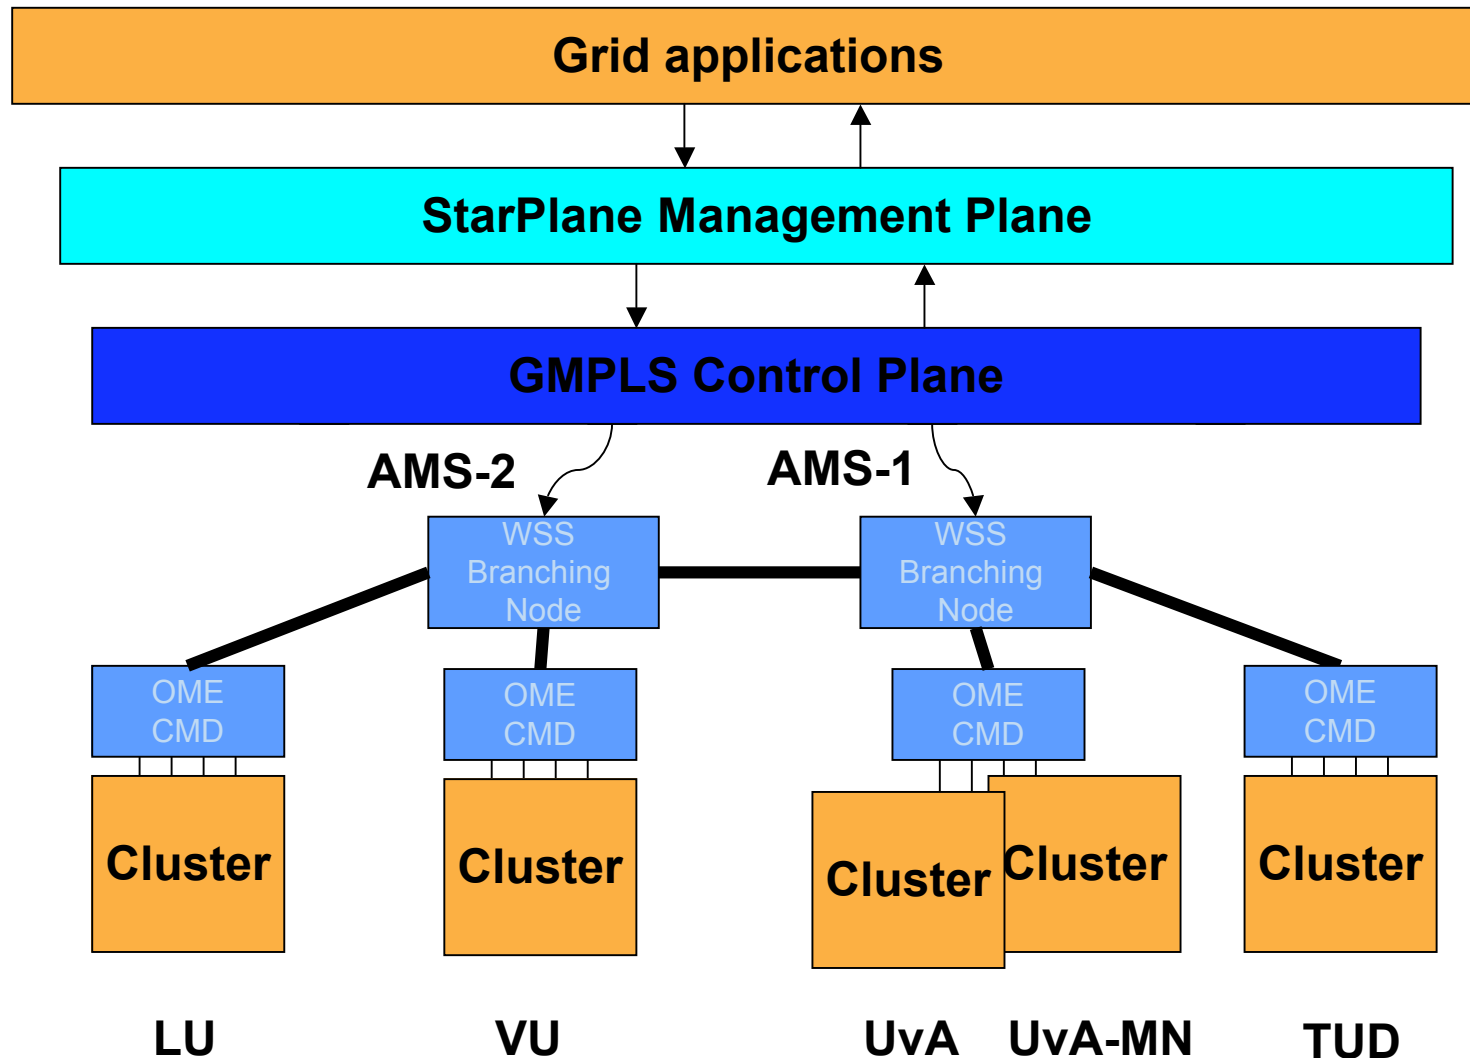 Grid applications
StarPlane Management Plane
GMPLS Control Plane
AMS-2
AMS-1
WSS
Branching
Node
WSS
Branching
Node
OME
CMD
OME
CMD
OME
CMD
OME
CMD
Cluster
Cluster
Cluster
Cluster
Cluster
LU
VU
UvA
UvA-MN
TUD